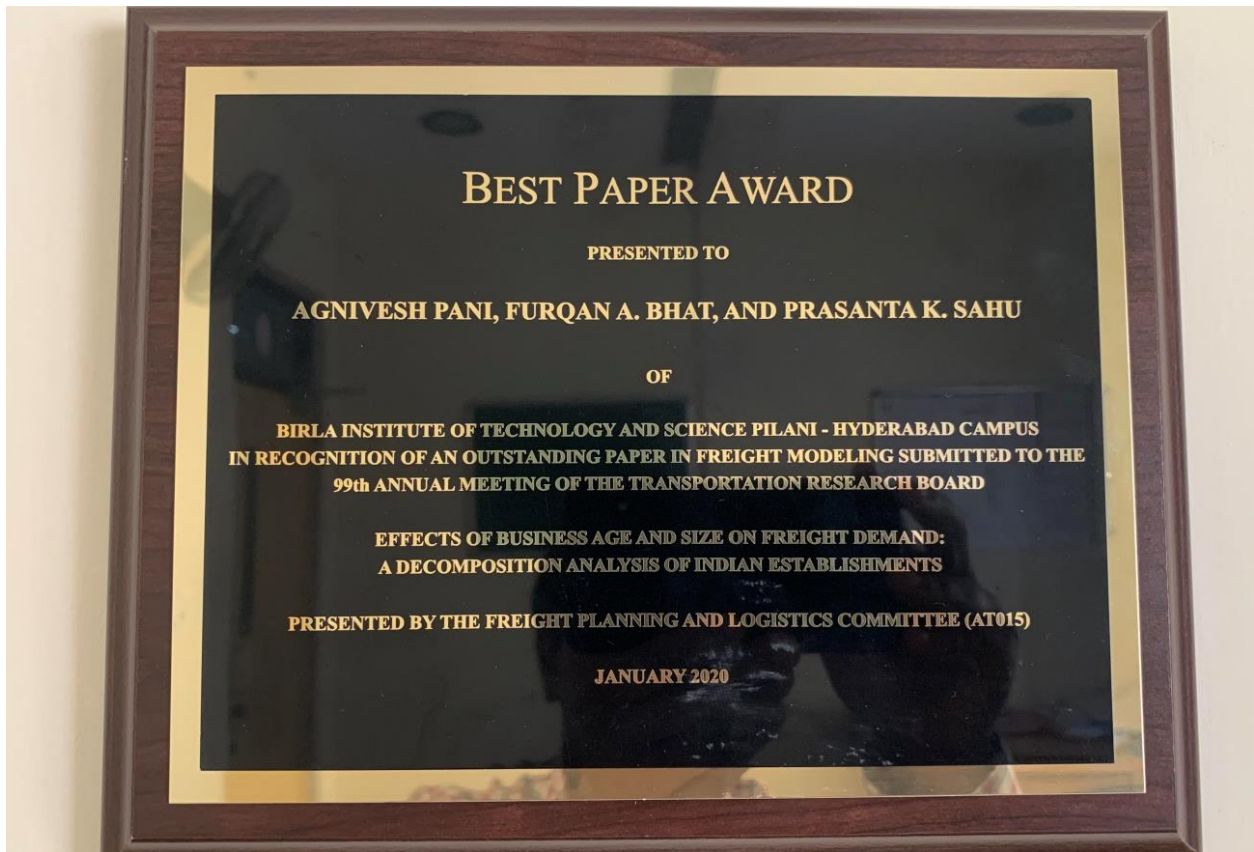 BEST PAPER AWARD
PRESENTED TO
AGNIVESH PANI, FURQAN A. BHAT, AND PRASANTA K. SAHU
OF
BIRLA INSTITUTE OF TECHNOLOGY AND SCIENCE PILANI - HYDERABAD CAMPUS
IN RECOGNITION OF AN OUTSTANDING PAPER IN FREIGHT MODELING SUBMITTED TO THE
99th ANNUAL MEETING OF THE TRANSPORTATION RESEARCH BOARD
EFFECTS OF BUSINESS AGE AND SIZE ON FREIGHT DEMAND:
A DECOMPOSITION ANALYSIS OF INDIAN ESTABLISHMENTS
PRESENTED BY THE FREIGHT PLANNING AND LOGISTICS COMMITTEE (AT015)
JANUARY 2020